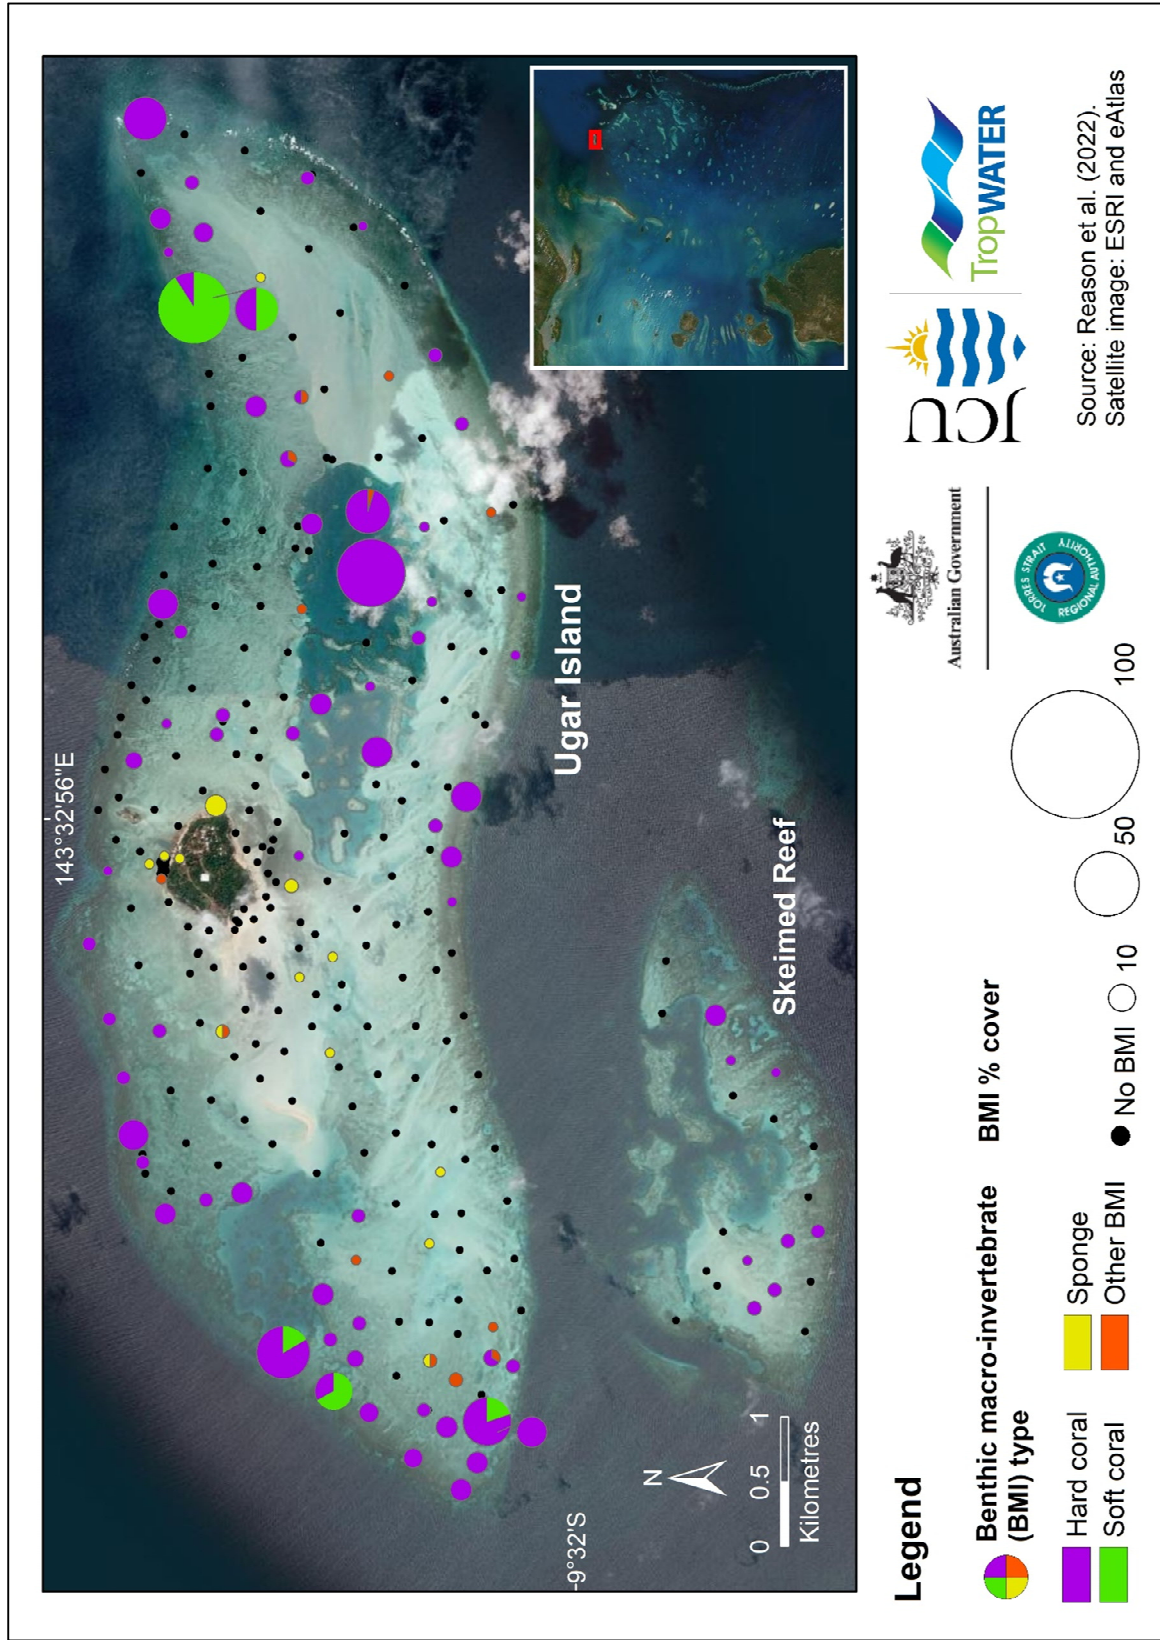 143°32'56"E
Ugar Island
Skeimed Reef
-9°32'S
N
0 0.5 1
Kilometres
Legend
Benthic macro-invertebrate
(BMI) type
Hard coral
Soft coral
Sponge
Other BMI
BMI % cover
No BMI
10
50
100
Australian Government
TORRES STRAIT
REGIONAL AUTHORITY
JCU
TropWATER
Source: Reason et al. (2022).
Satellite image: ESRI and eAtlas